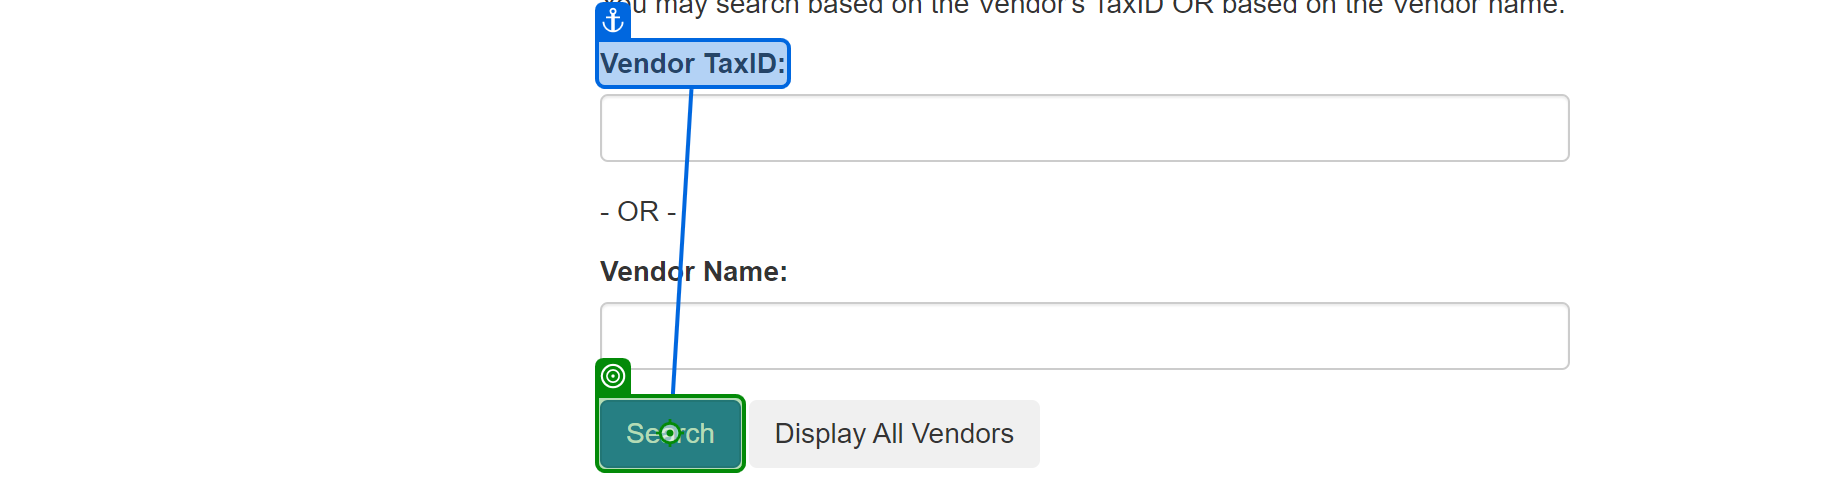 You may search based on the Vendor's TaxID OR based on the Vendor name.
Vendor TaxID:
- OR -
Vendor Name:
Search Display All Vendors